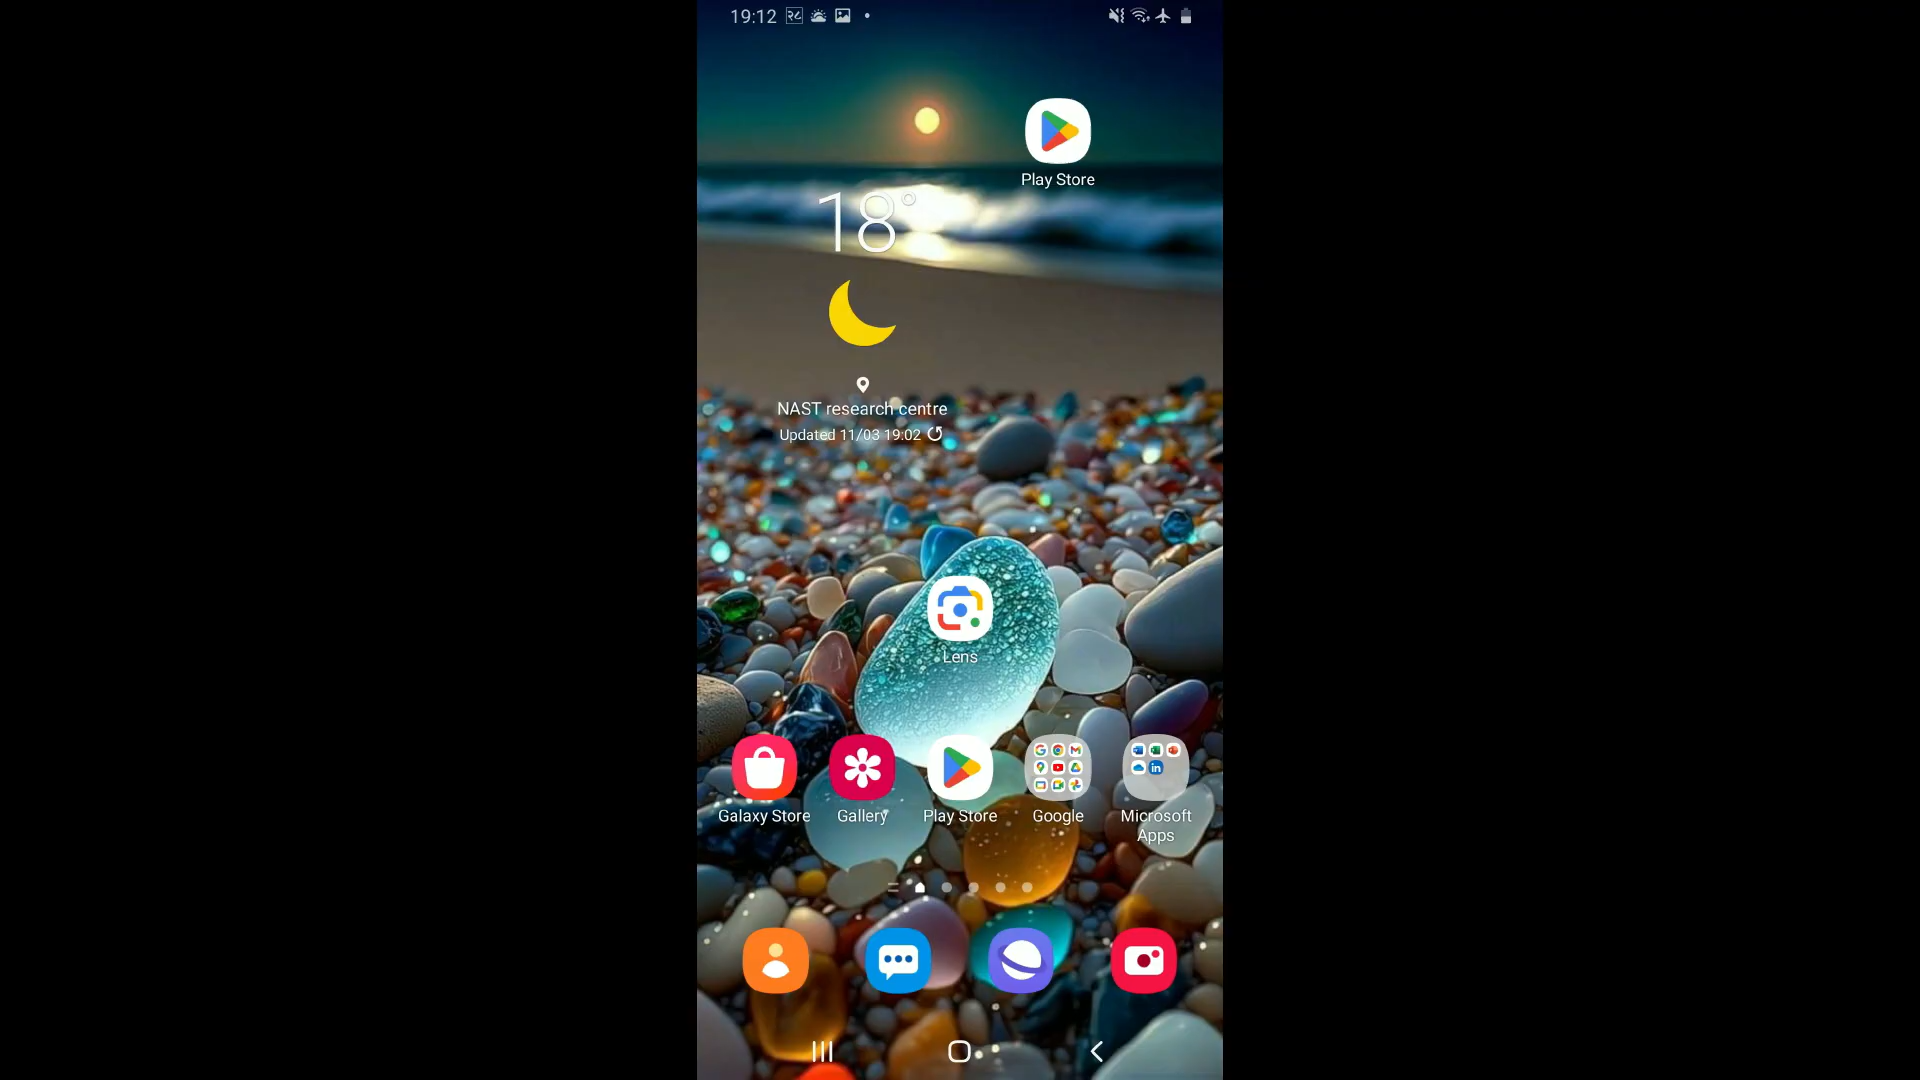 19:12
Play Store
18°
NAST research centre
Updated 11/03 19:02
Lens
Galaxy Store
Gallery
Play Store
Google
Microsoft
Apps